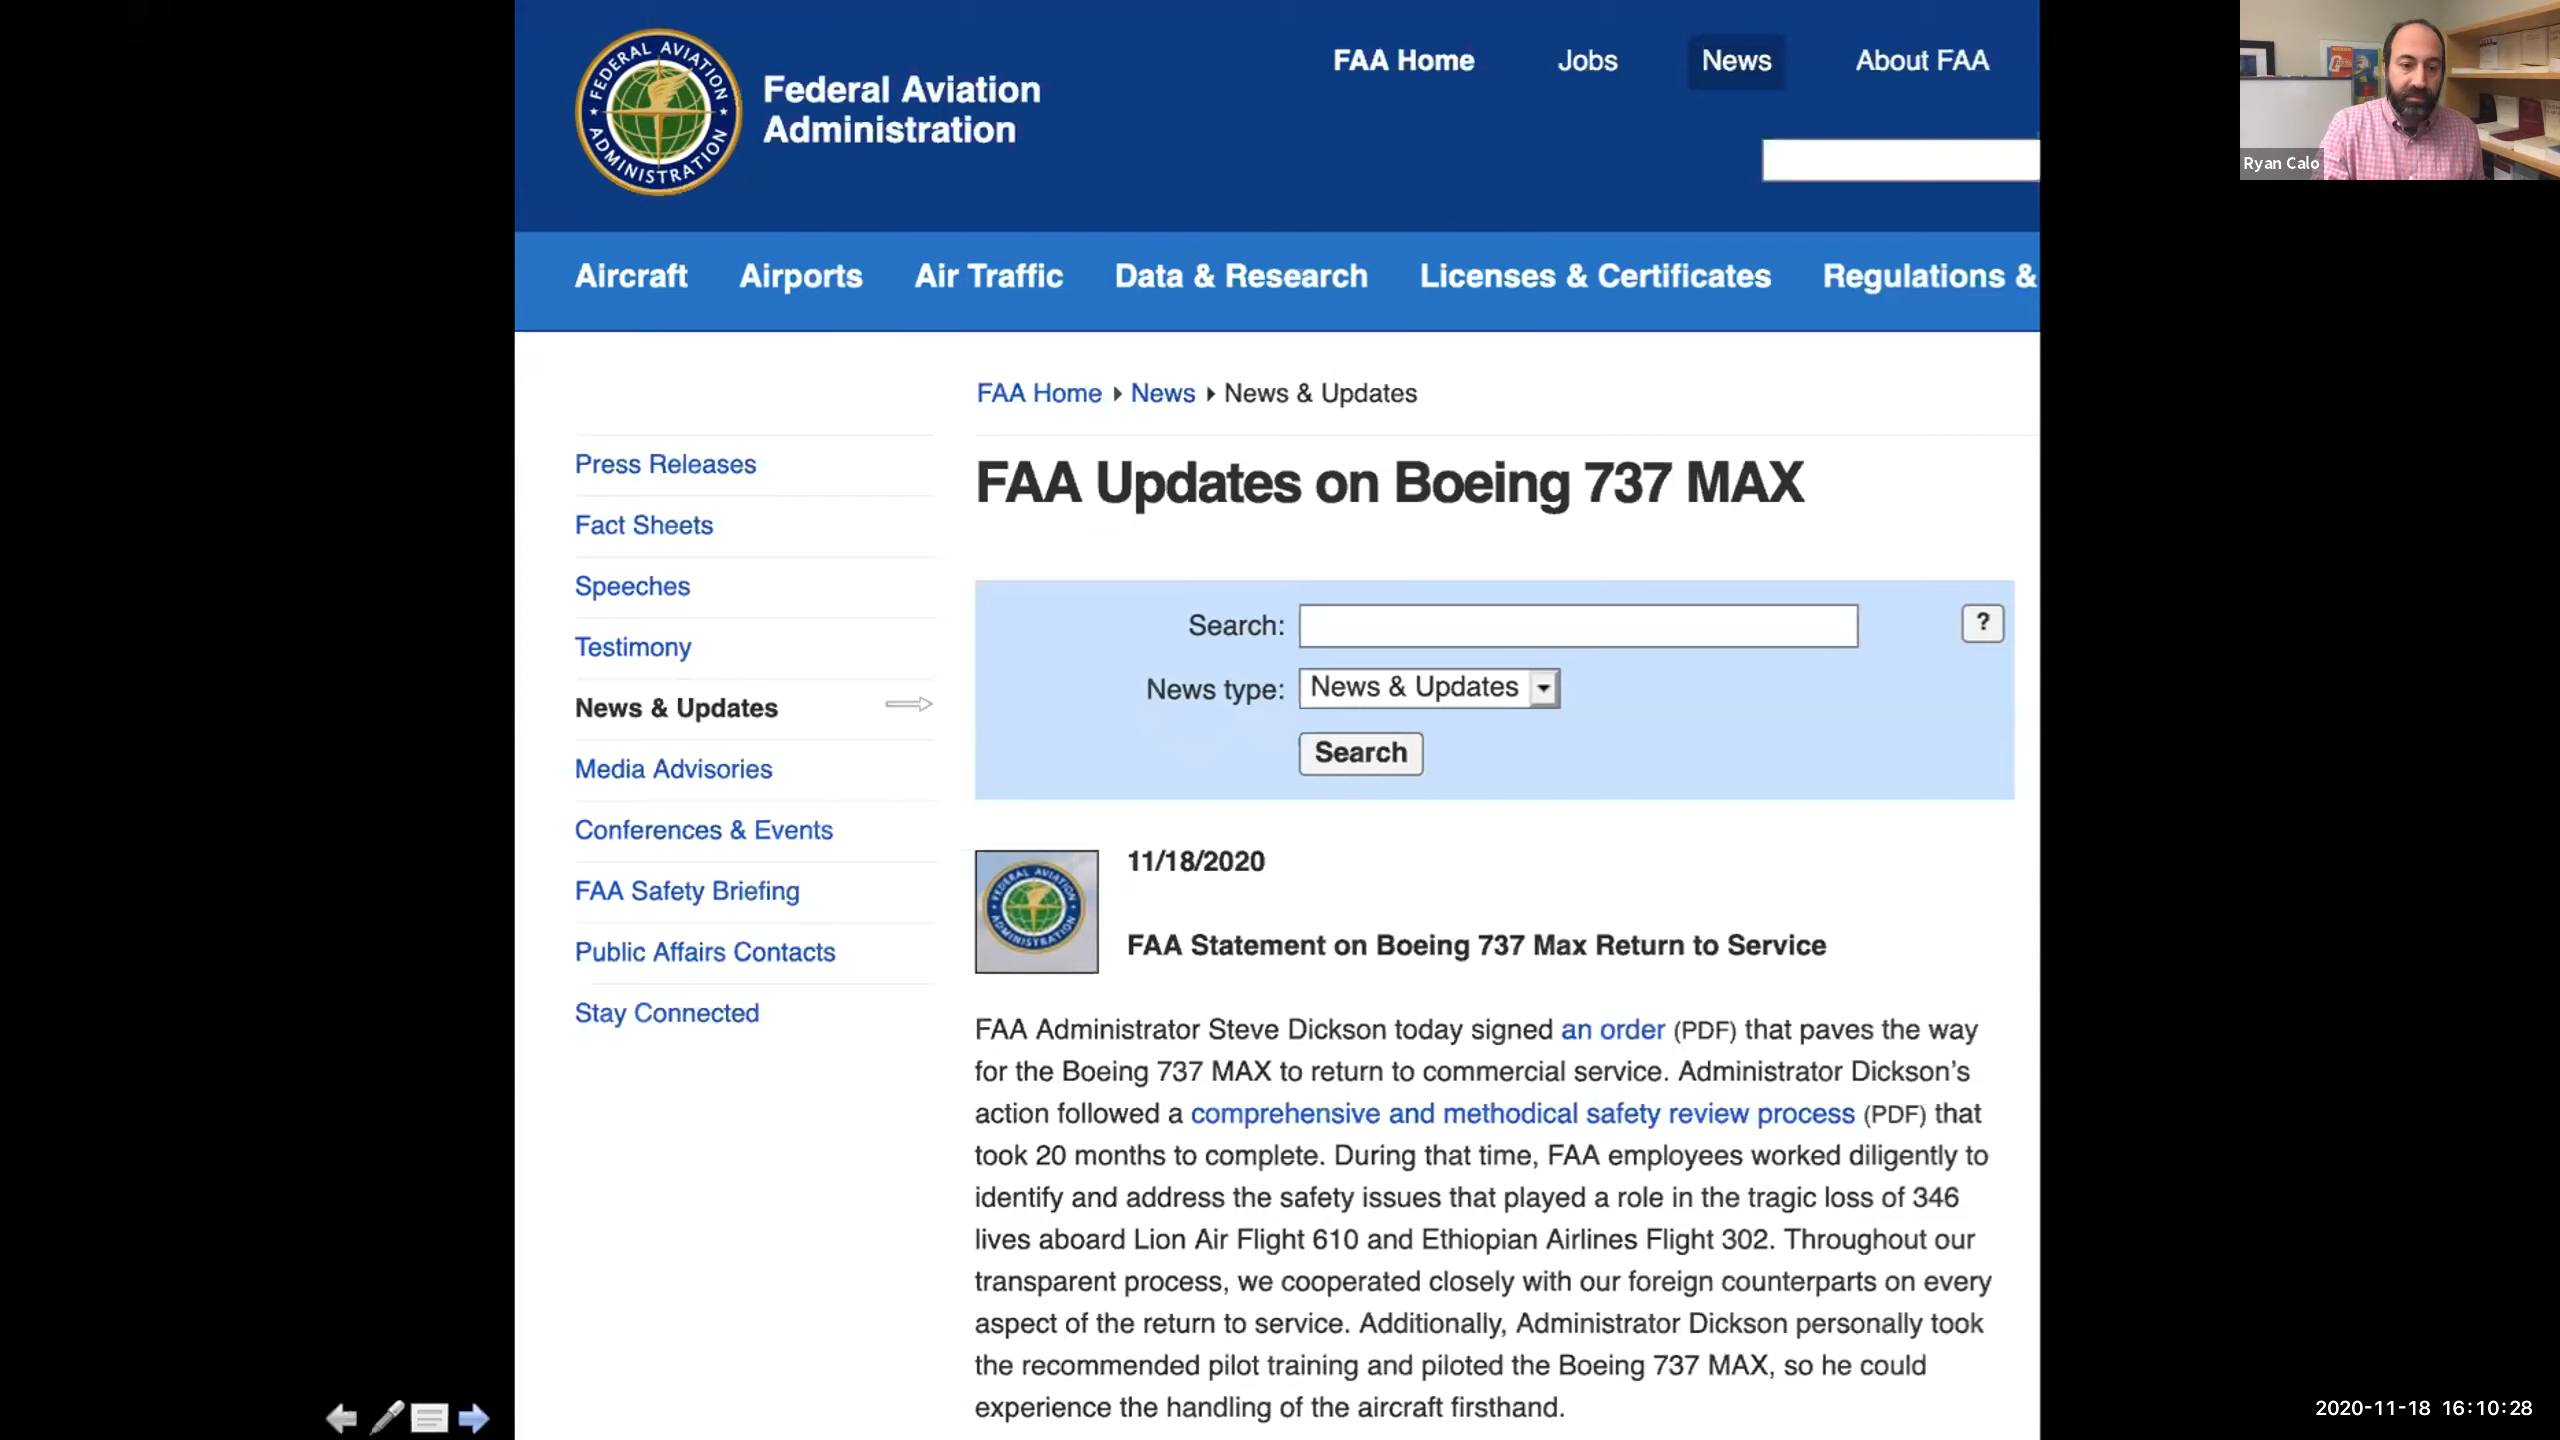 FEDERAL AVIATION
ADMINISTRATION
Federal Aviation
Administration
FAA Home
Jobs
News
About FAA
Aircraft
Airports
Air Traffic
Data & Research
Licenses & Certificates
Regulations &
FAA Home
News
News & Updates
Press Releases
Fact Sheets
Speeches
Testimony
News & Updates
Media Advisories
Conferences & Events
FAA Safety Briefing
Public Affairs Contacts
Stay Connected
FAA Updates on Boeing 737 MAX
Search:
?
News type: News & Updates
Search
FEDERAL AVIATION
ADMINISTRATION
11/18/2020
FAA Statement on Boeing 737 Max Return to Service
FAA Administrator Steve Dickson today signed an order (PDF) that paves the way
for the Boeing 737 MAX to return to commercial service. Administrator Dickson’s
action followed a comprehensive and methodical safety review process (PDF) that
took 20 months to complete. During that time, FAA employees worked diligently to
identify and address the safety issues that played a role in the tragic loss of 346
lives aboard Lion Air Flight 610 and Ethiopian Airlines Flight 302. Throughout our
transparent process, we cooperated closely with our foreign counterparts on every
aspect of the return to service. Additionally, Administrator Dickson personally took
the recommended pilot training and piloted the Boeing 737 MAX, so he could
experience the handling of the aircraft firsthand.
Ryan Calo
2020-11-18 16:10:28